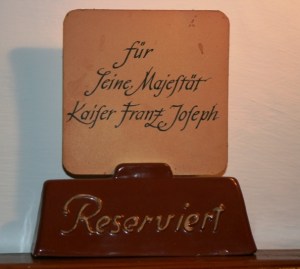 für
Seine Majestät
Kaiser Franz Joseph
Reserviert